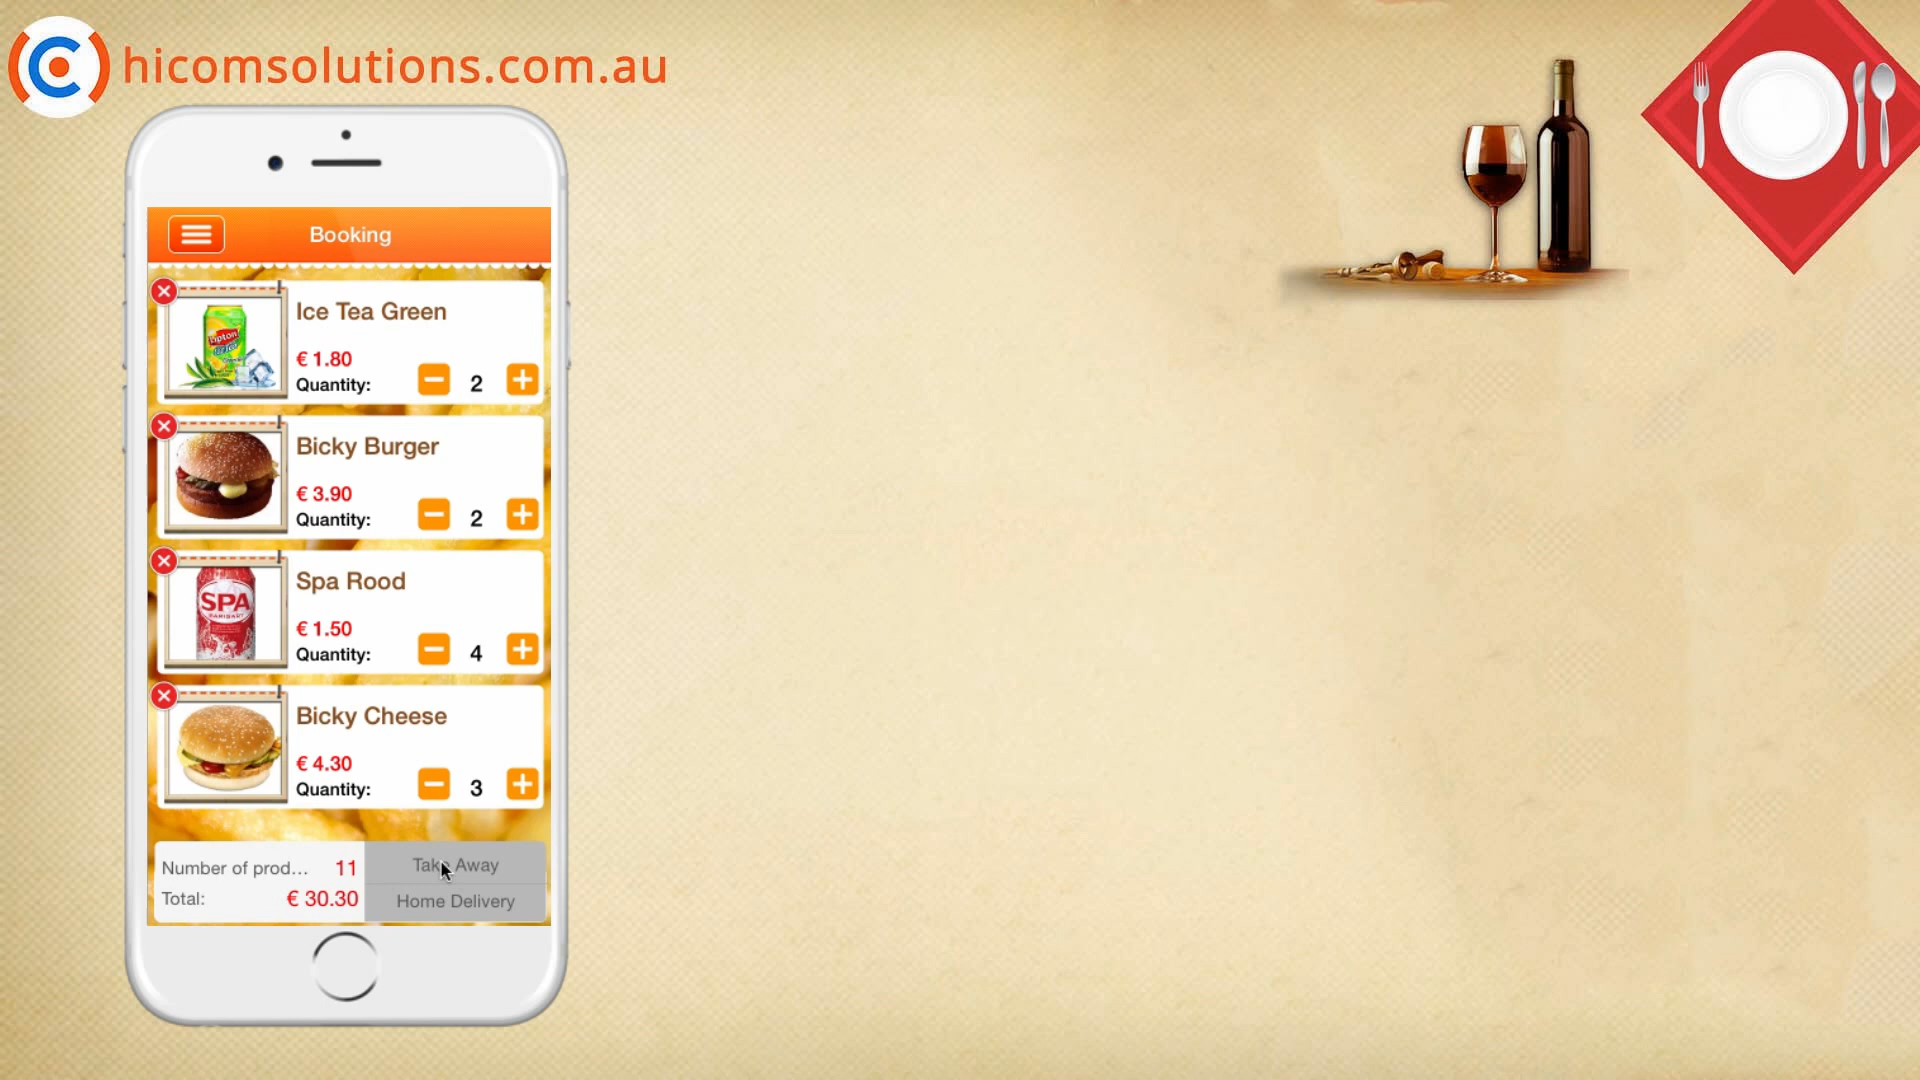 hicomsolutions.com.au
Booking
Ice Tea Green
€ 1.80
Quantity:
2
Lipton
Bicky Burger
€ 3.90
Quantity:
2
Spa Rood
€ 1.50
Quantity:
4
SPA
Bicky Cheese
€ 4.30
Quantity:
3
Number of prod... 11
Total: € 30.30
Take Away
Home Delivery